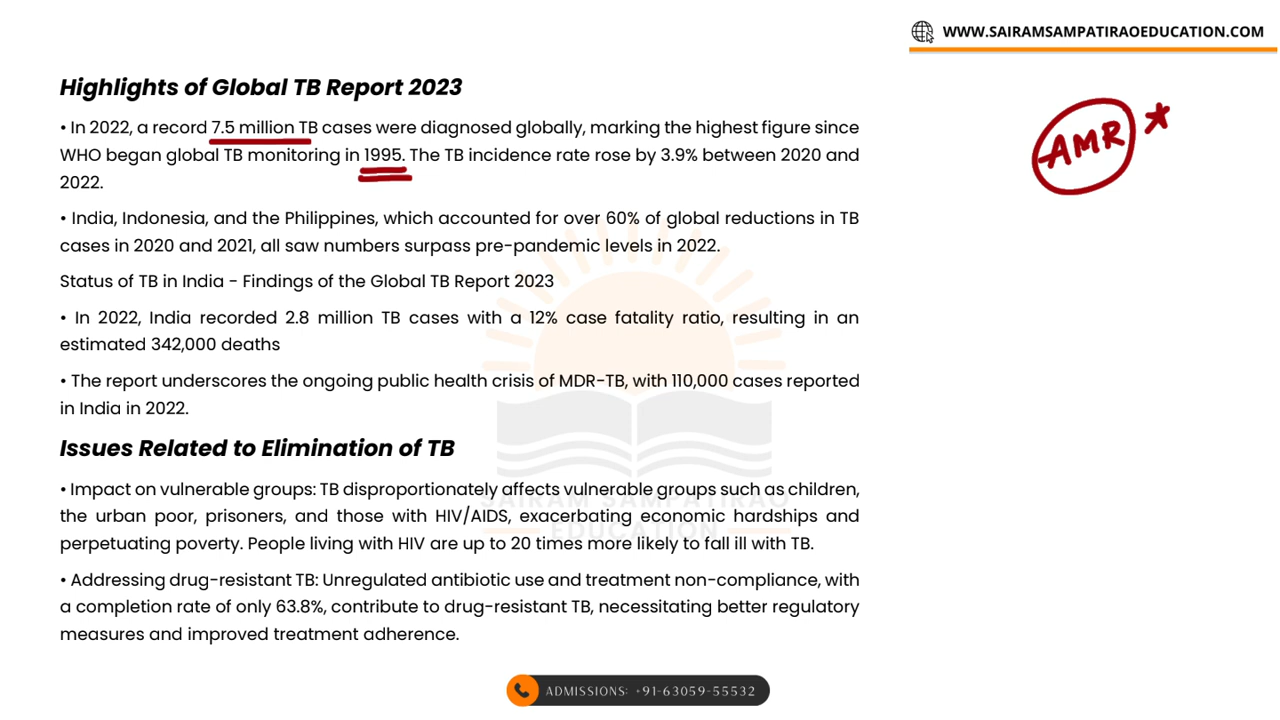 WWW.SAIRAMSAMPATIRAOEDUCATION.COM
Highlights of Global TB Report 2023
• In 2022, a record 7.5 million TB cases were diagnosed globally, marking the highest figure since
WHO began global TB monitoring in 1995. The TB incidence rate rose by 3.9% between 2020 and
2022.
AMR
• India, Indonesia, and the Philippines, which accounted for over 60% of global reductions in TB
cases in 2020 and 2021, all saw numbers surpass pre-pandemic levels in 2022.
Status of TB in India - Findings of the Global TB Report 2023
• In 2022, India recorded 2.8 million TB cases with a 12% case fatality ratio, resulting in an
estimated 342,000 deaths
• The report underscores the ongoing public health crisis of MDR-TB, with 110,000 cases reported
in India in 2022.
Issues Related to Elimination of TB
• Impact on vulnerable groups: TB disproportionately affects vulnerable groups such as children,
the urban poor, prisoners, and those with HIV/AIDS, exacerbating economic hardships and
perpetuating poverty. People living with HIV are up to 20 times more likely to fall ill with TB.
• Addressing drug-resistant TB: Unregulated antibiotic use and treatment non-compliance, with
a completion rate of only 63.8%, contribute to drug-resistant TB, necessitating better regulatory
measures and improved treatment adherence.
SAIRAM SAMPATIRAO
EDUCATION
ADMISSIONS: +91-63059-55532